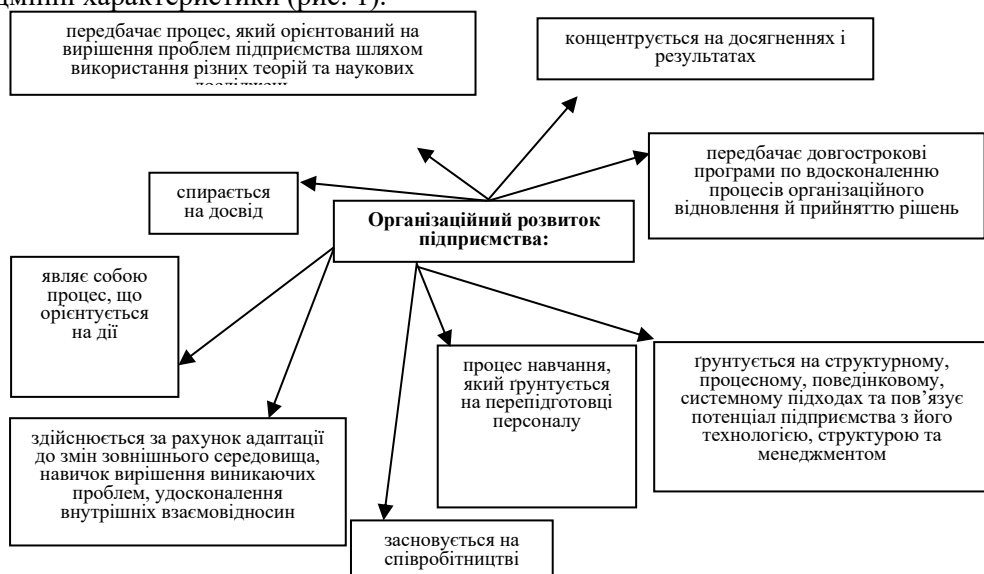 характеристики (рис. 1).
передбачає процес, який орієнтований на
вирішення проблем підприємства шляхом
використання різних теорій та наукових
концентрується на досягненнях і
результатах
передбачає довгострокові
програми по вдосконаленню
процесів організаційного
відновлення й прийняттю рішень
спирається
на досвід
Організаційний розвиток
підприємства:
являє собою
процес, що
орієнтується
на дії
процес навчання,
який ґрунтується
на перепідготовці
персоналу
ґрунтується на структурному,
процесному, поведінковому,
системному підходах та пов’язує
потенціал підприємства з його
технологією, структурою та
менеджментом
здійснюється за рахунок адаптації
до змін зовнішнього середовища,
навичок вирішення виникаючих
проблем, удосконалення
внутрішніх взаємовідносин
засновується на
співробітництві